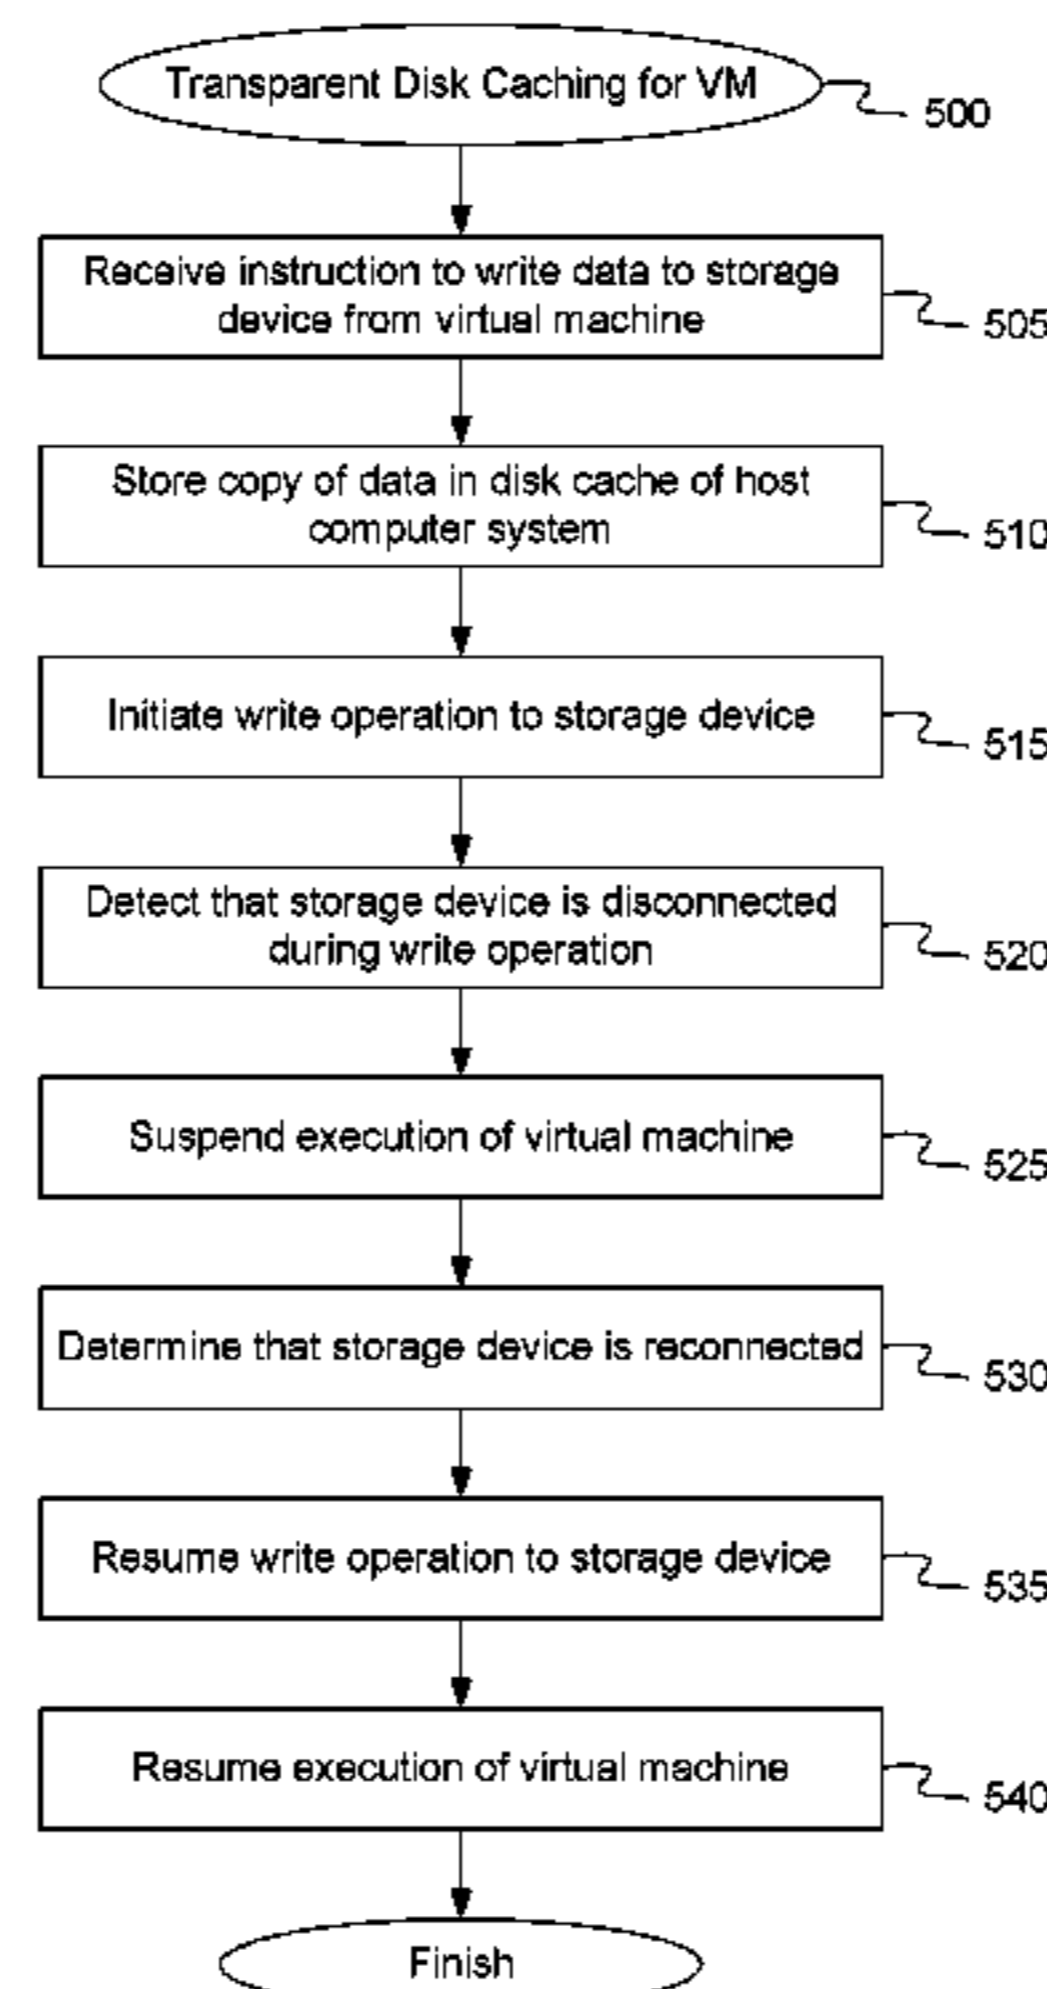 Transparent Disk Caching for VM
500
Receive instruction to write data to storage
device from virtual machine
505
Store copy of data in disk cache of host
computer system
510
Initiate write operation to storage device
515
Detect that storage device is disconnected
during write operation
520
Suspend execution of virtual machine
525
Determine that storage device is reconnected
530
Resume write operation to storage device
535
Resume execution of virtual machine
540
Finish